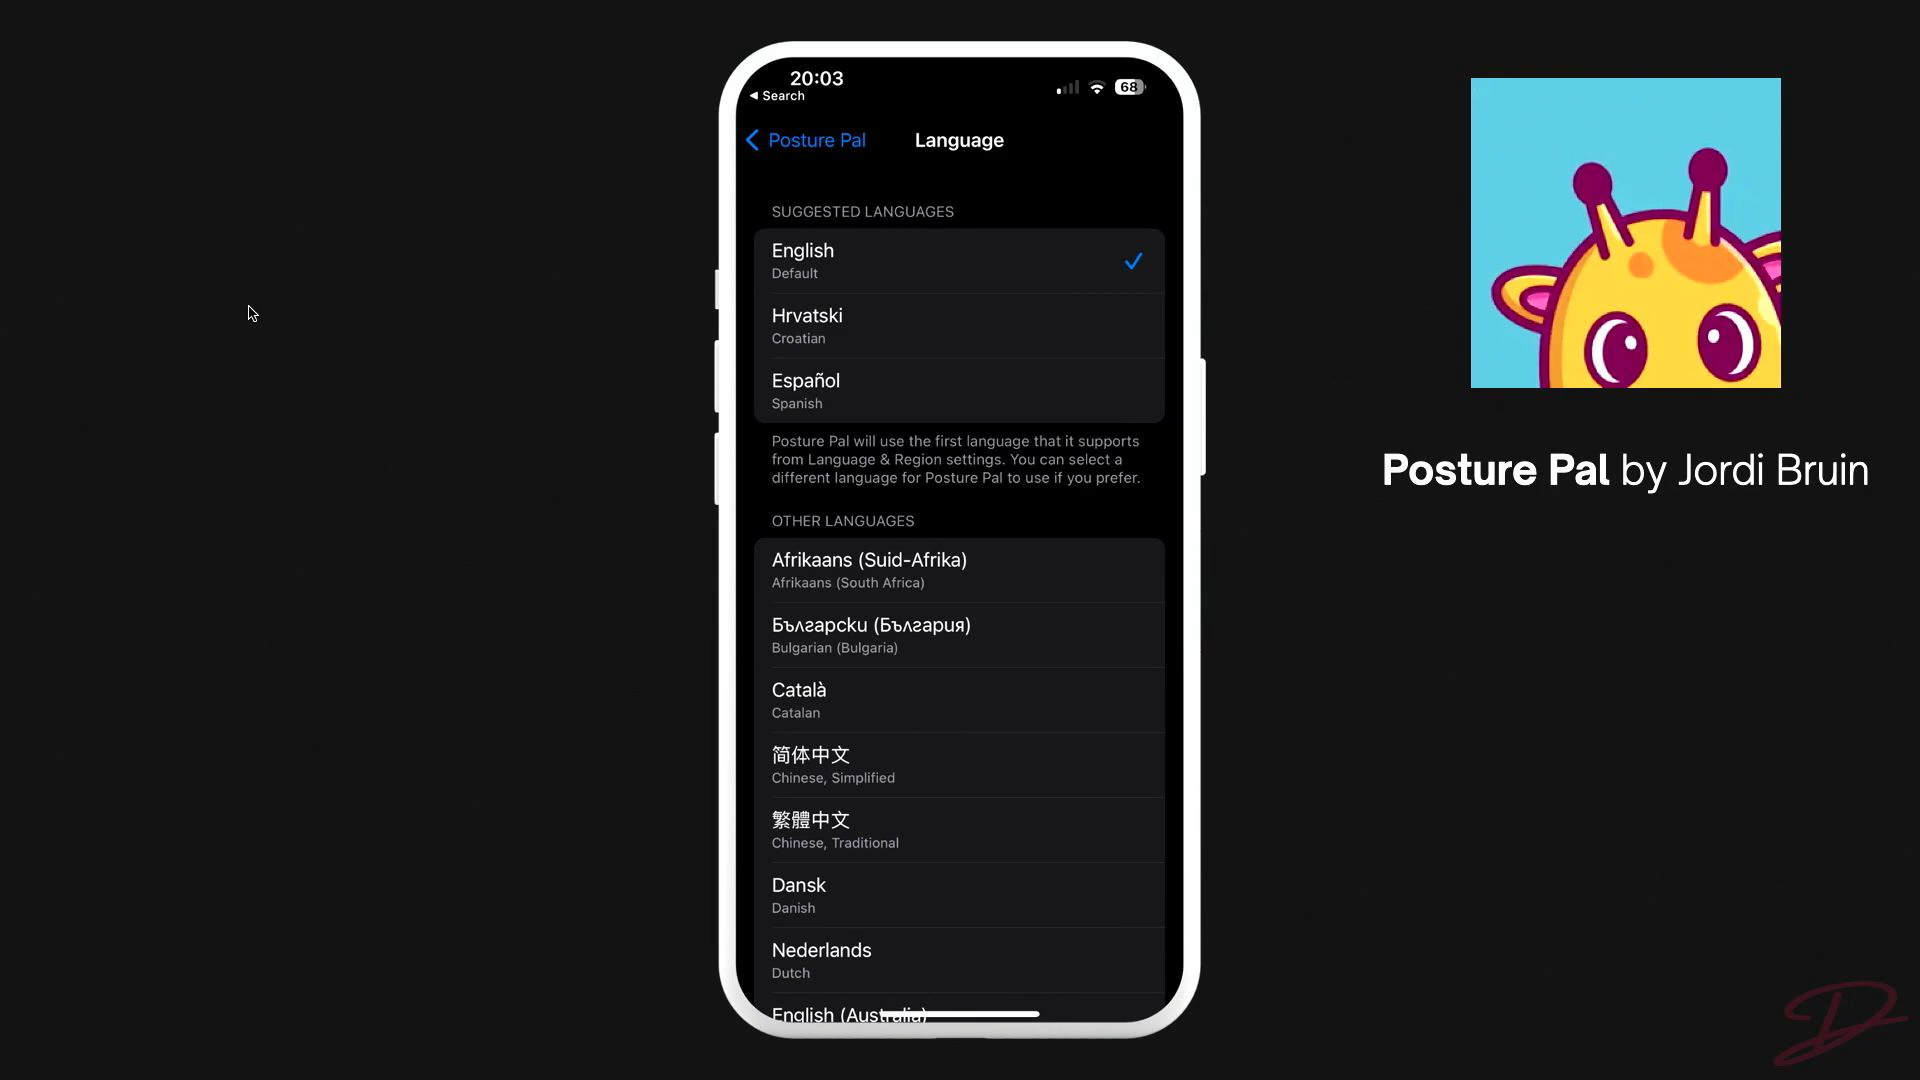 20:03
◀ Search
68
Posture Pal
Language
SUGGESTED LANGUAGES
English
Default
Hrvatski
Croatian
Español
Spanish
Posture Pal will use the first language that it supports
from Language & Region settings. You can select a
different language for Posture Pal to use if you prefer.
OTHER LANGUAGES
Afrikaans (Suid-Afrika)
Afrikaans (South Africa)
Български (България)
Bulgarian (Bulgaria)
Català
Catalan
简体中文
Chinese, Simplified
繁體中文
Chinese, Traditional
Dansk
Danish
Nederlands
Dutch
English (Australia)
Posture Pal by Jordi Bruin